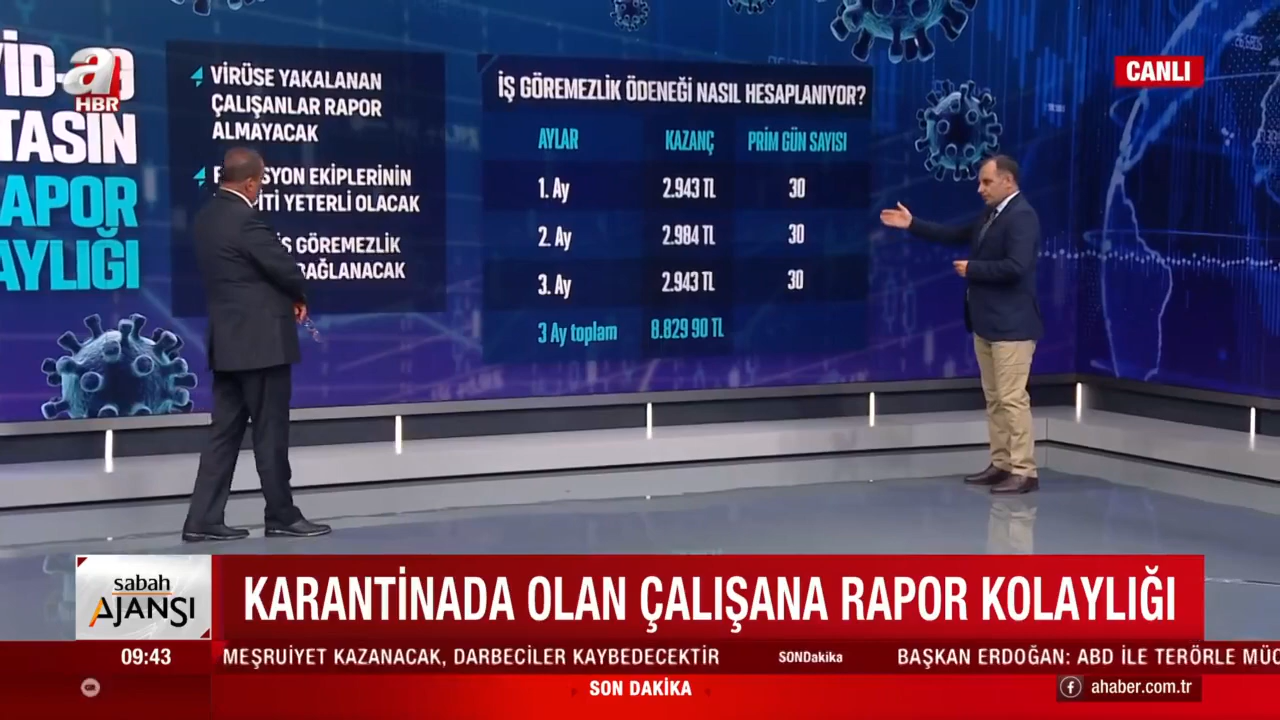 a
HBR
TASIN
APOR
AYLIĞI
VİRÜSE YAKALANAN
ÇALIŞANLAR RAPOR
ALMAYACAK
EKİPLERİNİN
YETERLİ OLACAK
GÖREMEZLİK
İŞ GÖREMEZLİK ÖDENEĞİ NASIL HESAPLANIYOR?
AYLAR KAZANÇ PRİM GÜN SAYISI
1. Ay 2.943 TL 30
2. Ay 2.984 TL 30
3. Ay 2.943 TL 30
3 Ay toplam 8.829 90 TL
CANLI
sabah
AJANSI
KARANTİNADA OLAN ÇALIŞANA RAPOR KOLAYLIĞI
09:43 MEŞRUİYET KAZANACAK, DARBECİLER KAYBEDECEKTİR SONDakika BAŞKAN ERDOĞAN: ABD İLE TERÖRLE MÜC
SON DAKİKA
ahaber.com.tr